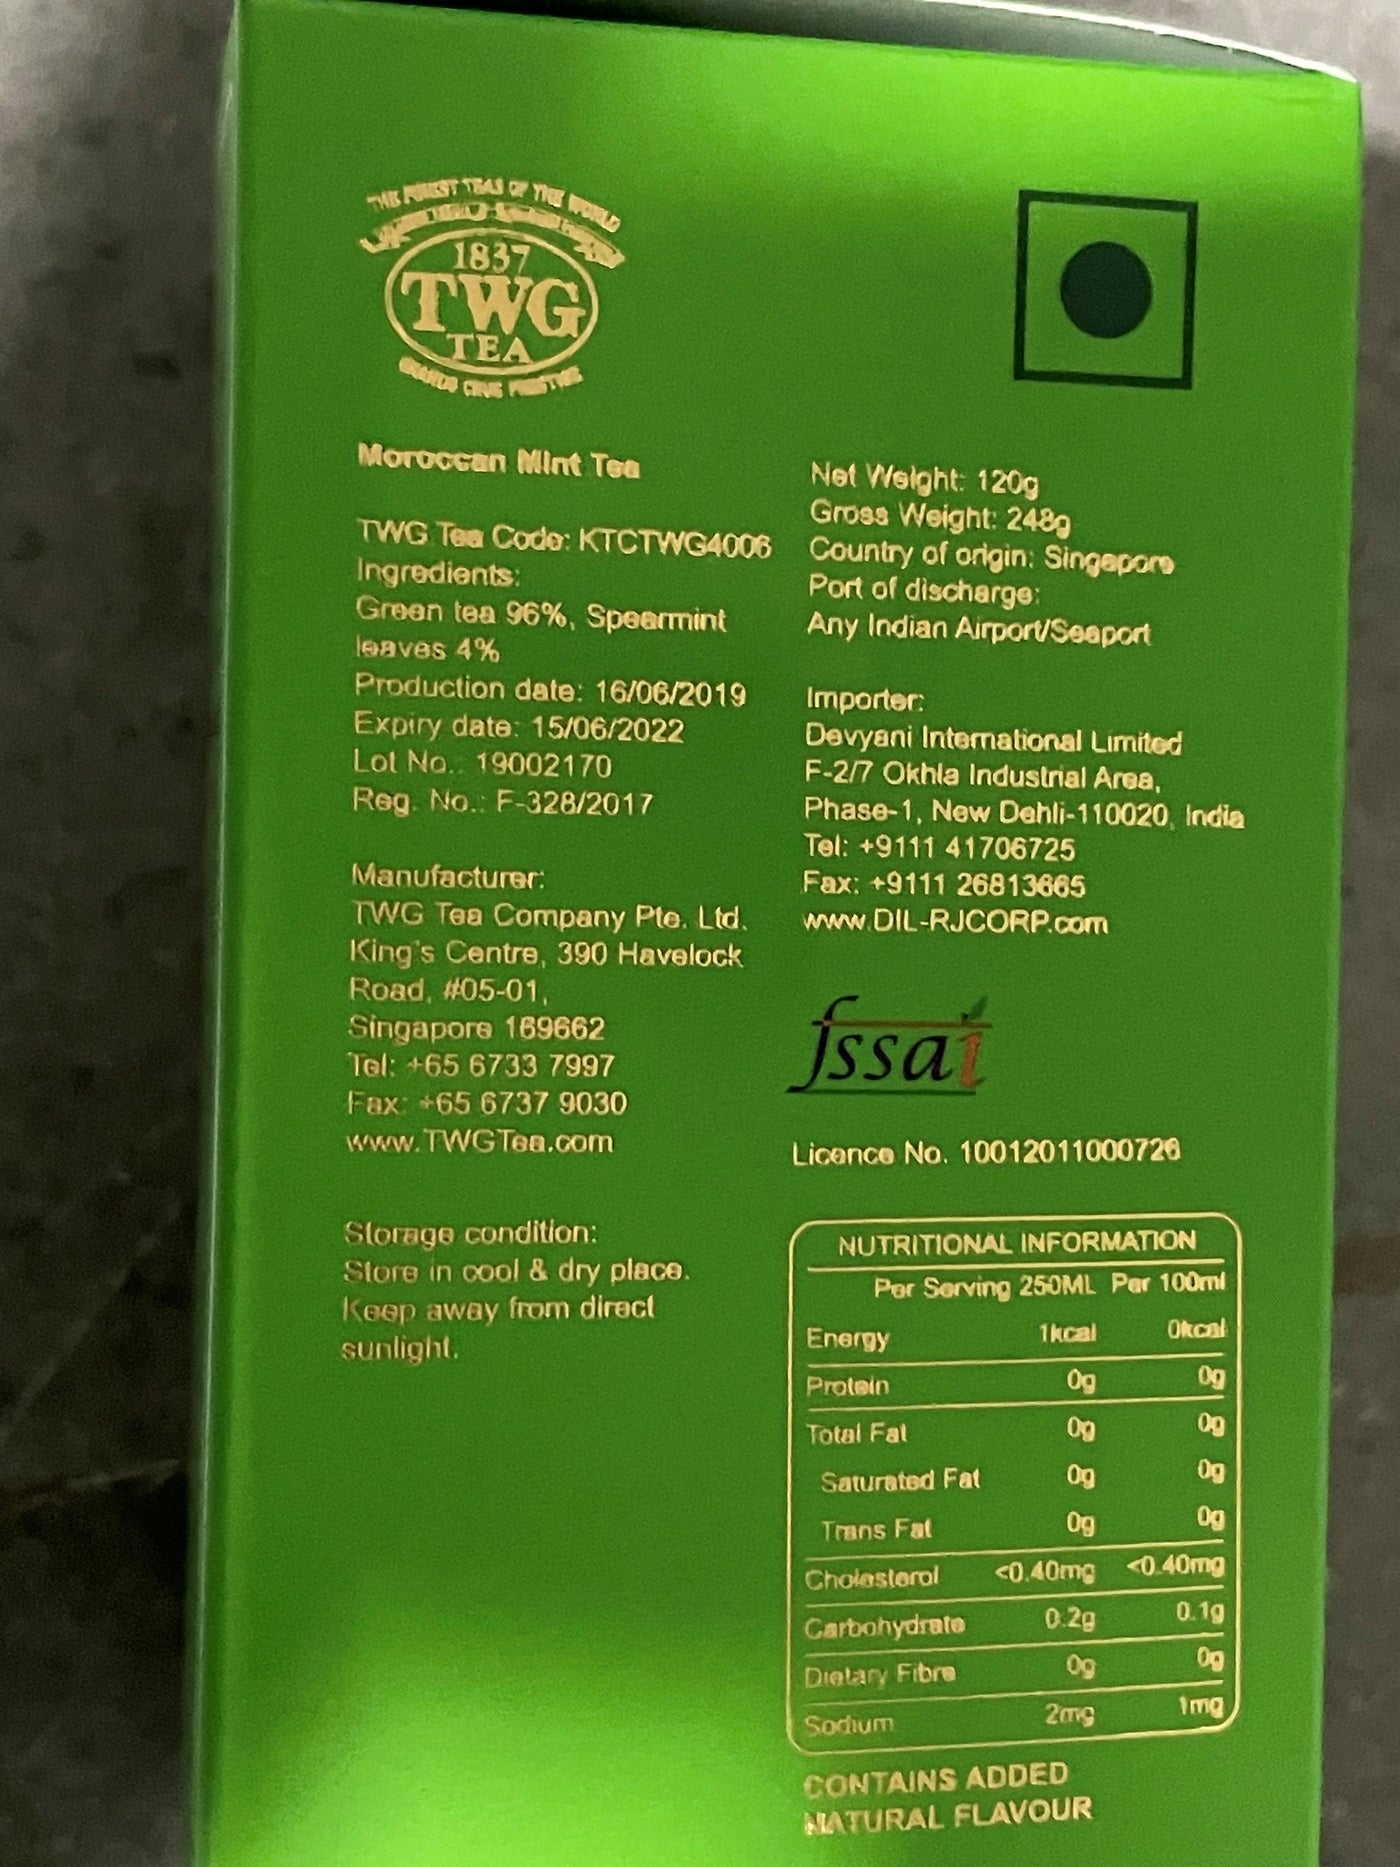 THE FINEST TEAS OF THE WORLD
1837
TWG
TEA
GRANDS CRUS PRESTIGE
Moroccan Mint Tea
TWG Tea Code: KTCTWG4006
Ingredients:
Green tea 96%, Spearmint
leaves 4%
Production date: 16/06/2019
Expiry date: 15/06/2022
Lot No.: 19002170
Reg. No.: F-328/2017
Manufacturer:
TWG Tea Company Pte. Ltd.
King's Centre, 390 Havelock
Road, #05-01,
Singapore 169662
Tel: +65 6733 7997
Fax: +65 6737 9030
www.TWGTea.com
Storage condition:
Store in cool & dry place.
Keep away from direct
sunlight.
Net Weight: 120g
Gross Weight: 248g
Country of origin: Singapore
Port of discharge:
Any Indian Airport/Seaport
Importer:
Devyani International Limited
F-2/7 Okhla Industrial Area,
Phase-1, New Dehli-110020, India
Tel: +9111 41706725
Fax: +9111 26813665
www.DIL-RJCORP.com
fssai
Licence No. 10012011000726
NUTRITIONAL INFORMATION
Per Serving 250ML Per 100ml
Energy 1kcal 0kcal
Protein 0g 0g
Total Fat 0g 0g
Saturated Fat 0g 0g
Trans Fat 0g 0g
Cholesterol <0.40mg <0.40mg
Carbohydrate 0.2g 0.1g
Dietary Fibre 0g 0g
Sodium 2mg 1mg
CONTAINS ADDED
NATURAL FLAVOUR